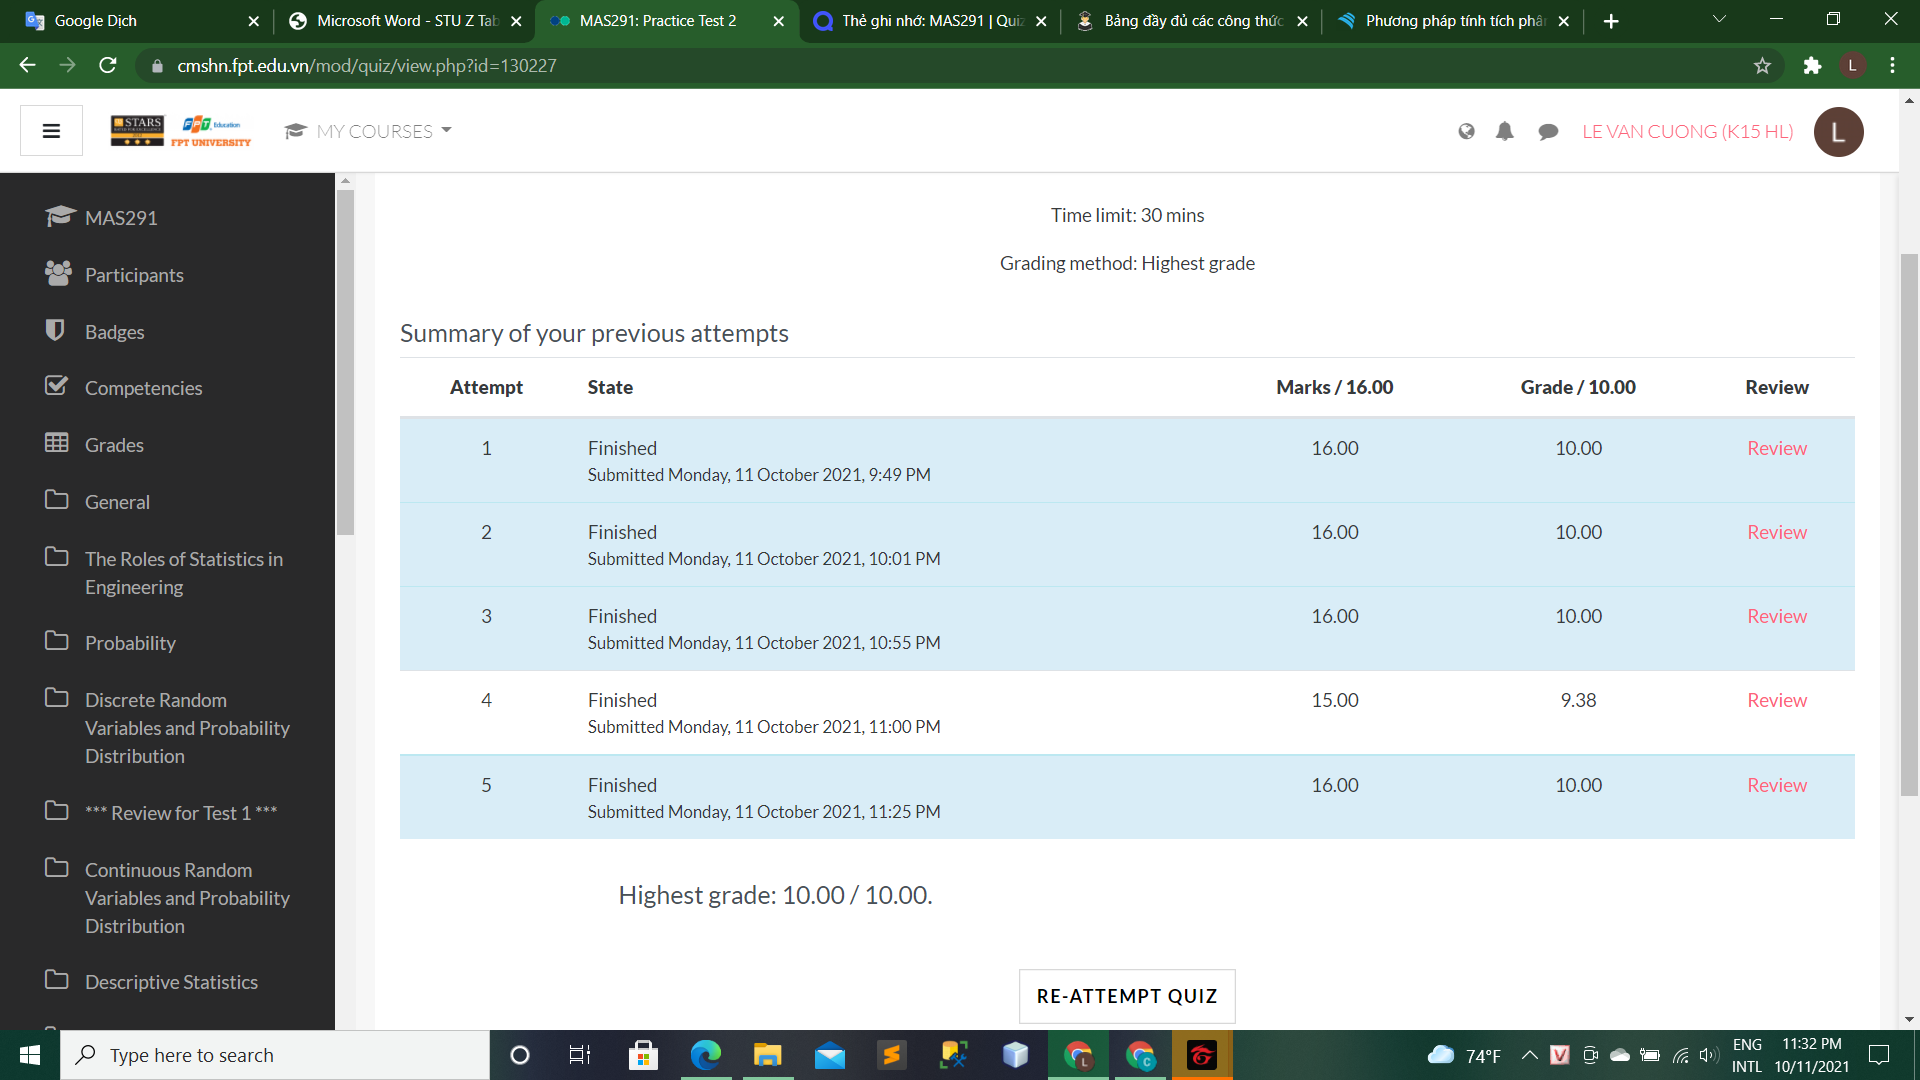 Google Dịch
Microsoft Word - STU Z Tab
MAS291: Practice Test 2
Thẻ ghi nhớ: MAS291 | Quiz
Bảng đầy đủ các công thức
Phương pháp tính tích phân
cmshn.fpt.edu.vn/mod/quiz/view.php?id=130227
L
STARS
FPT Education
FPT UNIVERSITY
MY COURSES
LE VAN CUONG (K15 HL)
L
MAS291
Participants
Badges
Competencies
Grades
General
The Roles of Statistics in
Engineering
Probability
Discrete Random
Variables and Probability
Distribution
*** Review for Test 1 ***
Continuous Random
Variables and Probability
Distribution
Descriptive Statistics
Time limit: 30 mins
Grading method: Highest grade
Summary of your previous attempts
Attempt State Marks / 16.00 Grade / 10.00 Review
1 Finished 16.00 10.00 Review
Submitted Monday, 11 October 2021, 9:49 PM
2 Finished 16.00 10.00 Review
Submitted Monday, 11 October 2021, 10:01 PM
3 Finished 16.00 10.00 Review
Submitted Monday, 11 October 2021, 10:55 PM
4 Finished 15.00 9.38 Review
Submitted Monday, 11 October 2021, 11:00 PM
5 Finished 16.00 10.00 Review
Submitted Monday, 11 October 2021, 11:25 PM
Highest grade: 10.00 / 10.00.
RE-ATTEMPT QUIZ
Type here to search
74°F
ENG
INTL
11:32 PM
10/11/2021